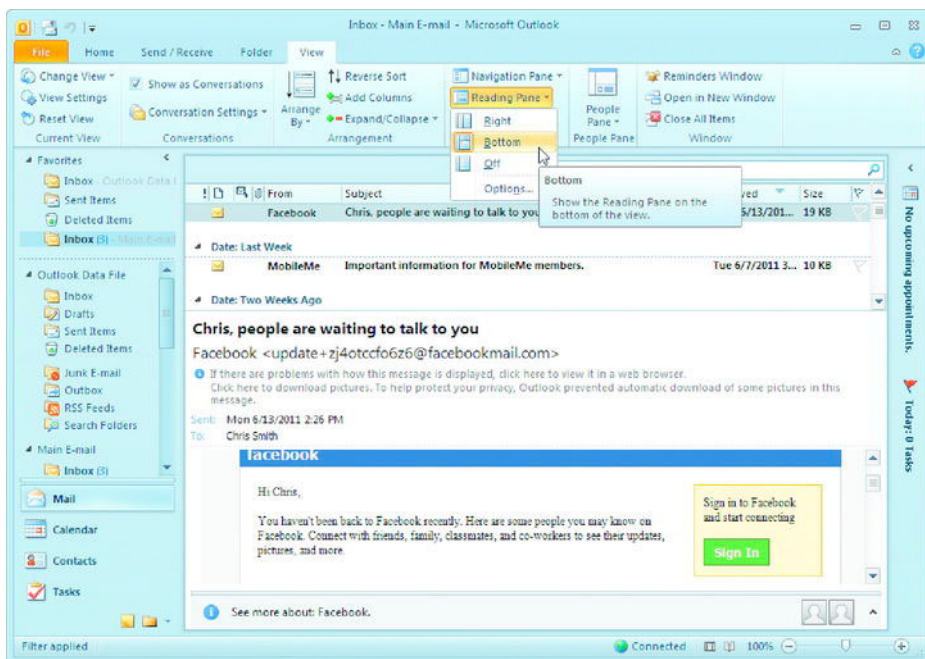 Inbox - Main E-mail - Microsoft Outlook
File Home Send / Receive Folder View
Change View
View Settings
Reset View
Current View
Show as Conversations
Conversation Settings
Conversations
Arrange By
Reverse Sort
Add Columns
Expand/Collapse
Arrangement
Navigation Pane
Reading Pane
Right
Bottom
Off
Options...
People Pane
People Pane
Reminders Window
Open in New Window
Close All Items
Window
Bottom
Show the Reading Pane on the
bottom of the view.
Favorites
Inbox - Outlook Data
Sent Items
Deleted Items
Inbox (3) - Main E-mail
Outlook Data File
Inbox
Drafts
Sent Items
Deleted Items
Junk E-mail
Outbox
RSS Feeds
Search Folders
Main E-mail
Inbox (3)
Mail
Calendar
Contacts
Tasks
From Subject Size
Facebook Chris, people are waiting to talk to you 6/13/201... 19 KB
Date: Last Week
MobileMe Important information for MobileMe members. Tue 6/7/2011 3... 10 KB
Date: Two Weeks Ago
Chris, people are waiting to talk to you
Facebook <update+zj4otccfo6z6@facebookmail.com>
If there are problems with how this message is displayed, click here to view it in a web browser.
Click here to download pictures. To help protect your privacy, Outlook prevented automatic download of some pictures in this
message.
Sent: Mon 6/13/2011 2:26 PM
To: Chris Smith
facebook
Hi Chris,
You haven't been back to Facebook recently. Here are some people you may know on
Facebook. Connect with friends, family, classmates, and co-workers to see their updates,
pictures, and more.
Sign in to Facebook
and start connecting
Sign In
See more about: Facebook.
No upcoming appointments.
Today: 0 Tasks
Filter applied
Connected 100%